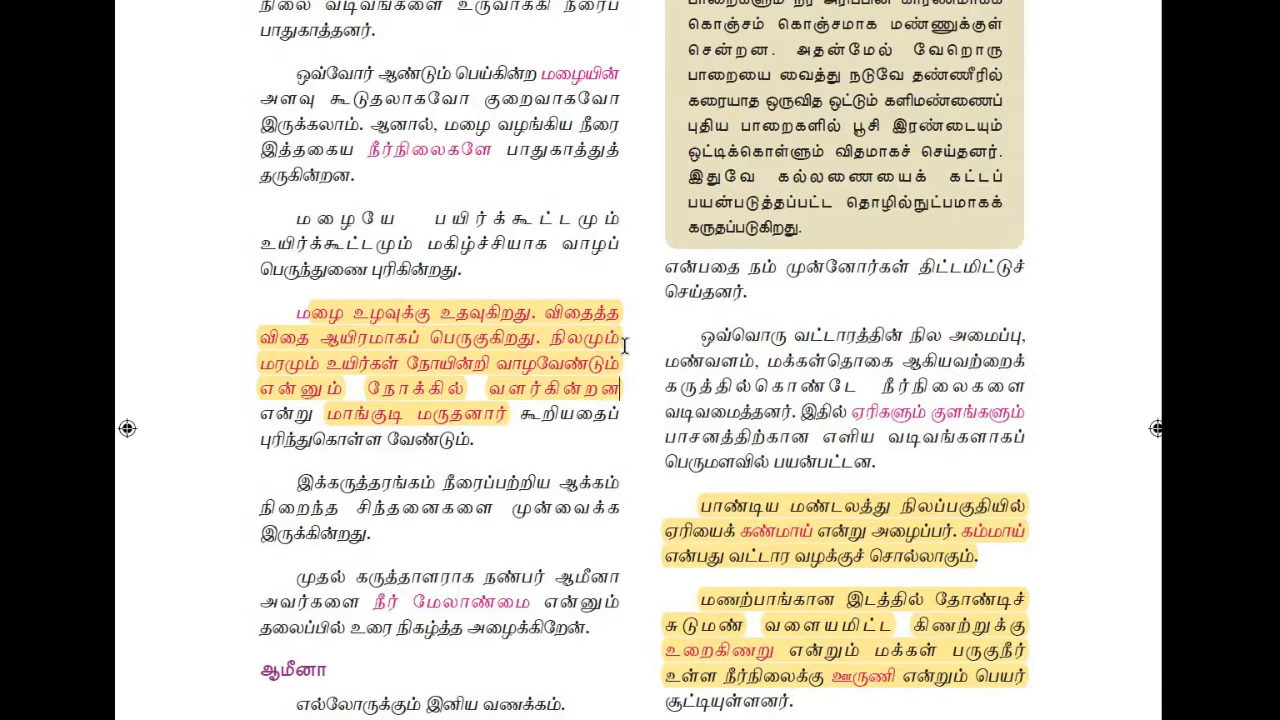 நிலை வடிவங்களை உருவாக்கி நீரைப்
பாதுகாத்தனர்.
ஒவ்வோர் ஆண்டும் பெய்கின்ற மழையின்
அளவு கூடுதலாகவோ குறைவாகவோ
இருக்கலாம். ஆனால், மழை வழங்கிய நீரை
இத்தகைய நீர்நிலைகளே பாதுகாத்துத்
தருகின்றன.
மழையே பயிர்க்கூட்டமும்
உயிர்க்கூட்டமும் மகிழ்ச்சியாக வாழப்
பெருந்துணை புரிகின்றது.
மழை உழவுக்கு உதவுகிறது. விதைத்த
விதை ஆயிரமாகப் பெருகுகிறது. நிலமும்
மரமும் உயிர்கள் நோயின்றி வாழவேண்டும்
என்னும் நோக்கில் வளர்கின்றன
என்று மாங்குடி மருதனார் கூறியதைப்
புரிந்துகொள்ள வேண்டும்.
இக்கருத்தரங்கம் நீரைப்பற்றிய ஆக்கம்
நிறைந்த சிந்தனைகளை முன்வைக்க
இருக்கின்றது.
முதல் கருத்தாளராக நண்பர் ஆமீனா
அவர்களை நீர் மேலாண்மை என்னும்
தலைப்பில் உரை நிகழ்த்த அழைக்கிறேன்.
ஆமீனா
எல்லோருக்கும் இனிய வணக்கம்.
பாறைகளும் நீர் அரிப்பின் காரணமாகக்
கொஞ்சம் கொஞ்சமாக மண்ணுக்குள்
சென்றன. அதன்மேல் வேறொரு
பாறையை வைத்து நடுவே தண்ணீரில்
கரையாத ஒருவித ஒட்டும் களிமண்ணைப்
புதிய பாறைகளில் பூசி இரண்டையும்
ஒட்டிக்கொள்ளும் விதமாகச் செய்தனர்.
இதுவே கல்லணையைக் கட்டப்
பயன்படுத்தப்பட்ட தொழில்நுட்பமாகக்
கருதப்படுகிறது.
என்பதை நம் முன்னோர்கள் திட்டமிட்டுச்
செய்தனர்.
ஒவ்வொரு வட்டாரத்தின் நில அமைப்பு,
மண்வளம், மக்கள்தொகை ஆகியவற்றைக்
கருத்தில்கொண்டே நீர்நிலைகளை
வடிவமைத்தனர். இதில் ஏரிகளும் குளங்களும்
பாசனத்திற்கான எளிய வடிவங்களாகப்
பெருமளவில் பயன்பட்டன.
பாண்டிய மண்டலத்து நிலப்பகுதியில்
ஏரியைக் கண்மாய் என்று அழைப்பர். கம்மாய்
என்பது வட்டார வழக்குச் சொல்லாகும்.
மணற்பாங்கான இடத்தில் தோண்டிச்
சுடுமண் வளையமிட்ட கிணற்றுக்கு
உறைகிணறு என்றும் மக்கள் பருகுநீர்
உள்ள நீர்நிலைக்கு ஊருணி என்றும் பெயர்
சூட்டியுள்ளனர்.